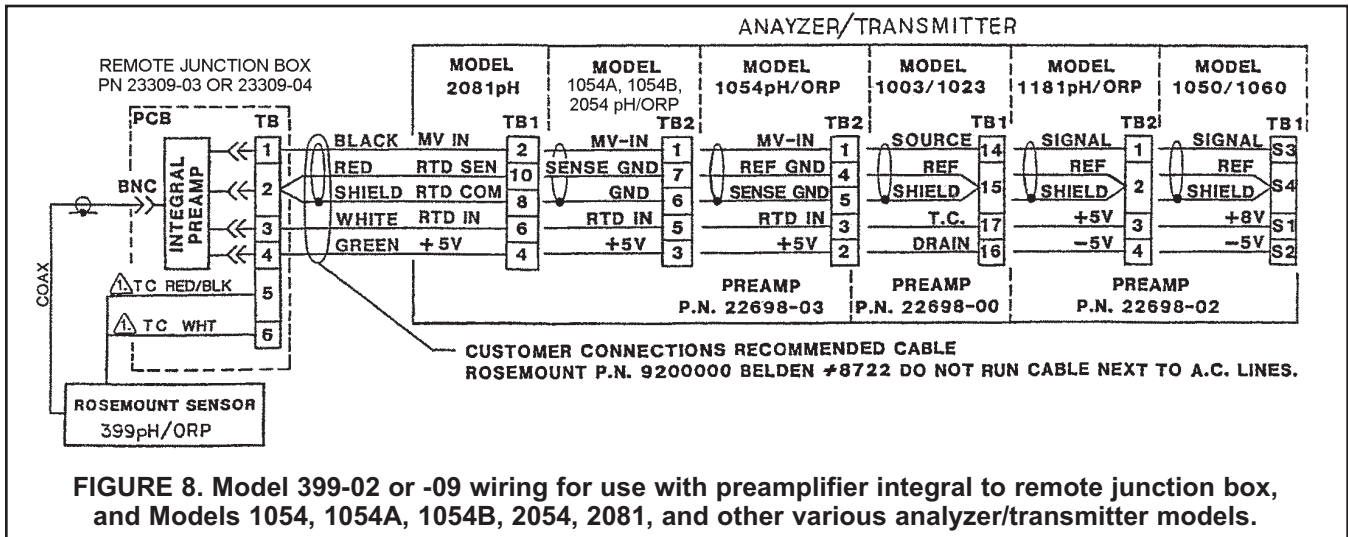 ANAYZER/TRANSMITTER
REMOTE JUNCTION BOX
PN 23309-03 OR 23309-04
MODEL
2081pH
MODEL
1054A, 1054B,
2054 pH/ORP
MODEL
1054pH/ORP
MODEL
1003/1023
MODEL
1181pH/ORP
MODEL
1050/1060
PCB TB TB1 TB2 TB2 TB1 TB2 TB1
1 BLACK MV IN 2 MV-IN 1 MV-IN 1 SOURCE 14 SIGNAL 1 SIGNAL S3
RED RTD SEN 10 SENSE GND 7 REF GND 4 REF REF REF
BNC 2 15 2 S4
SHIELD RTD COM 8 GND 6 SENSE GND 5 SHIELD SHIELD SHIELD
3 WHITE RTD IN 6 RTD IN 5 RTD IN 3 T.C. 17 +5V 3 +8V S1
4 GREEN +5V 4 +5V 3 +5V 2 DRAIN 16 -5V 4 -5V S2
INTEGRAL
PREAMP
COAX
1. TC RED/BLK 5
1. TC WHT 6
PREAMP
P.N. 22698-03
PREAMP
P.N. 22698-00
PREAMP
P.N. 22698-02
CUSTOMER CONNECTIONS RECOMMENDED CABLE
ROSEMOUNT P.N. 9200000 BELDEN #8722 DO NOT RUN CABLE NEXT TO A.C. LINES.
ROSEMOUNT SENSOR
399pH/ORP
FIGURE 8. Model 399-02 or -09 wiring for use with preamplifier integral to remote junction box,
and Models 1054, 1054A, 1054B, 2054, 2081, and other various analyzer/transmitter models.